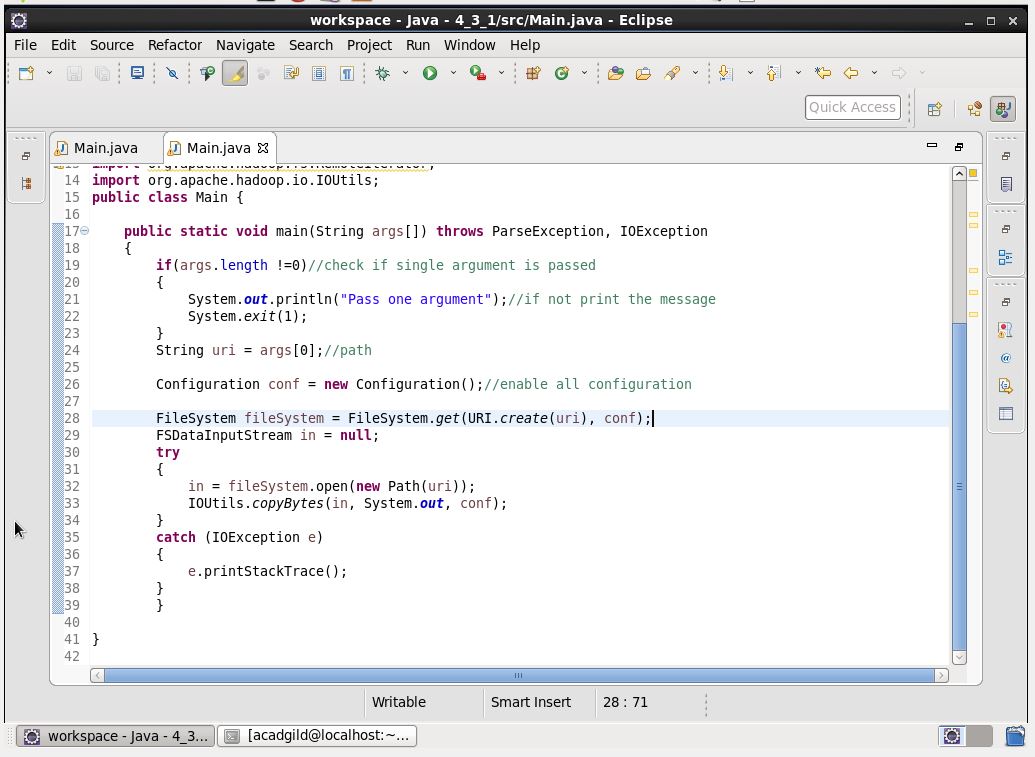 workspace - Java - 4_3_1/src/Main.java - Eclipse
File Edit Source Refactor Navigate Search Project Run Window Help
Quick Access
Main.java Main.java
13 import org.apache.hadoop.fs.RemoteIterator;
14 import org.apache.hadoop.io.IOUtils;
15 public class Main {
16
17 public static void main(String args[]) throws ParseException, IOException
18 {
19 if(args.length !=0)//check if single argument is passed
20 {
21 System.out.println("Pass one argument");//if not print the message
22 System.exit(1);
23 }
24 String uri = args[0];//path
25
26 Configuration conf = new Configuration();//enable all configuration
27
28 FileSystem fileSystem = FileSystem.get(URI.create(uri), conf);
29 FSDataInputStream in = null;
30 try
31 {
32 in = fileSystem.open(new Path(uri));
33 IOUtils.copyBytes(in, System.out, conf);
34 }
35 catch (IOException e)
36 {
37 e.printStackTrace();
38 }
39 }
40
41 }
42
Writable Smart Insert 28 : 71
workspace - Java - 4_3... [acadgild@localhost:~...